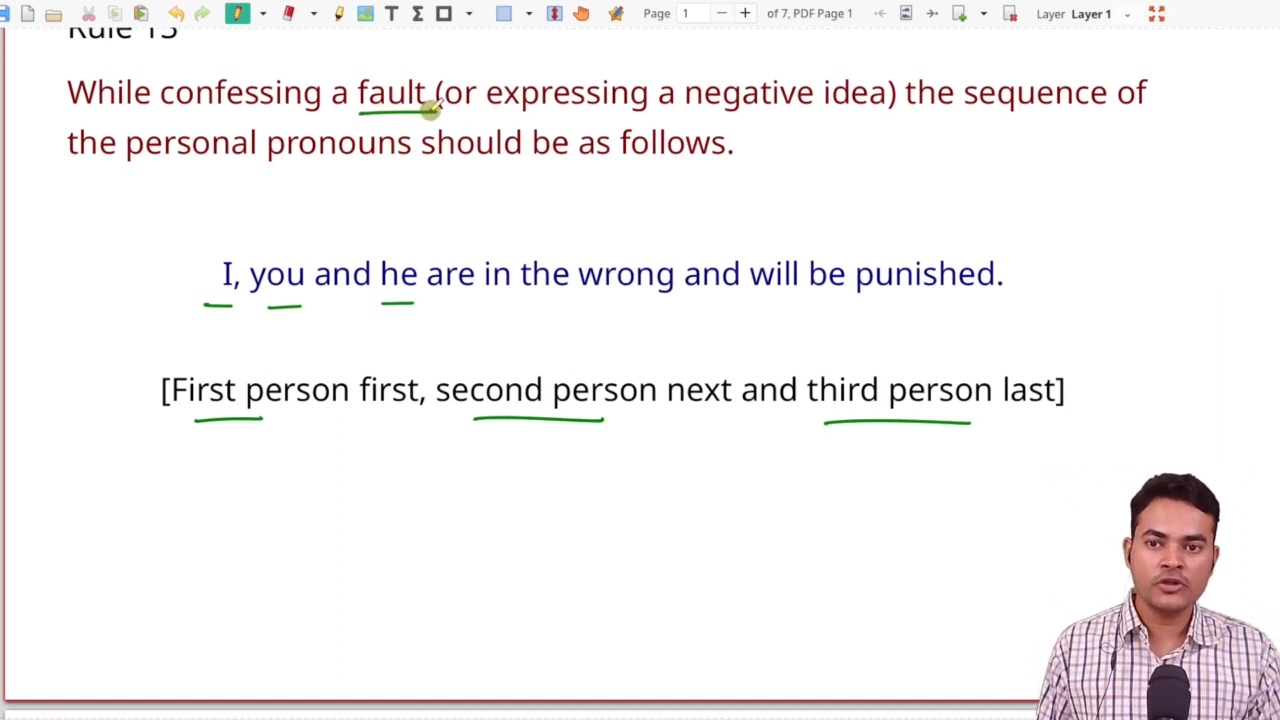 Page 1 of 7, PDF Page 1 Layer Layer 1
Rule 13
While confessing a fault (or expressing a negative idea) the sequence of
the personal pronouns should be as follows.
I, you and he are in the wrong and will be punished.
[First person first, second person next and third person last]